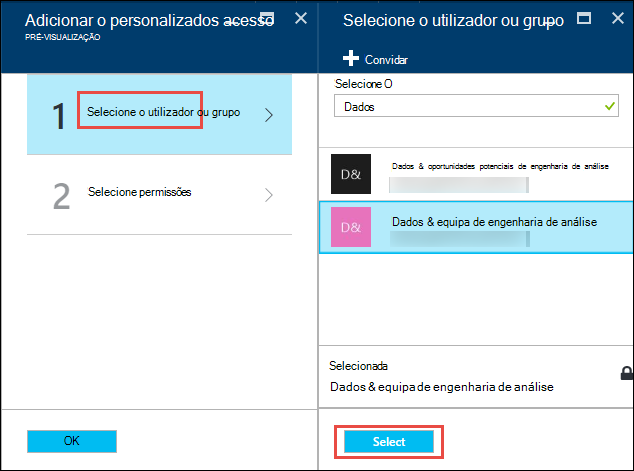 Adicionar o personalizados acesso
PRÉ-VISUALIZAÇÃO
1
Selecione o utilizador ou grupo
2
Selecione permissões
OK
Selecione o utilizador ou grupo
Convidar
Selecione O
Dados
D&
Dados & oportunidades potenciais de engenharia de análise
D&
Dados & equipa de engenharia de análise
Selecionada
Dados & equipa de engenharia de análise
Select